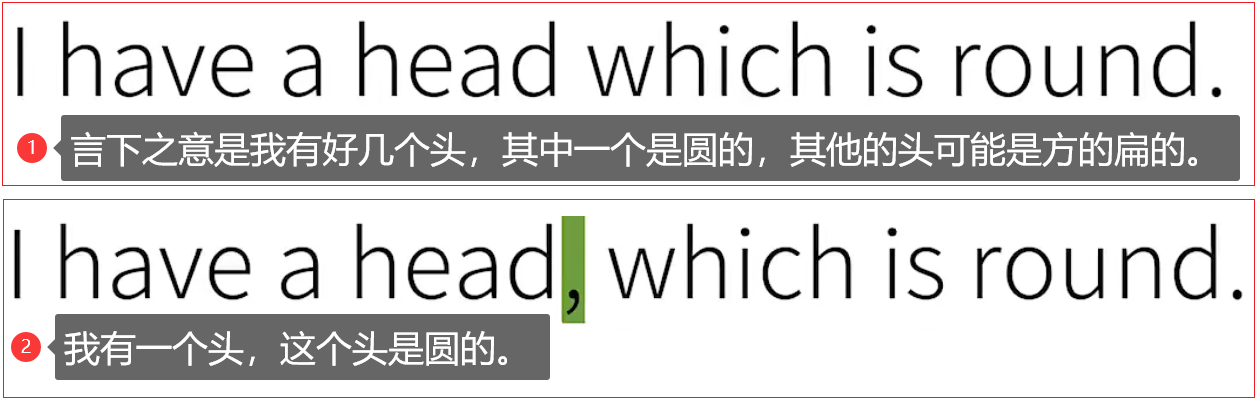 I have a head which is round.
1 言下之意是我有好几个头，其中一个是圆的，其他的头可能是方的扁的。
I have a head, which is round.
2 我有一个头，这个头是圆的。